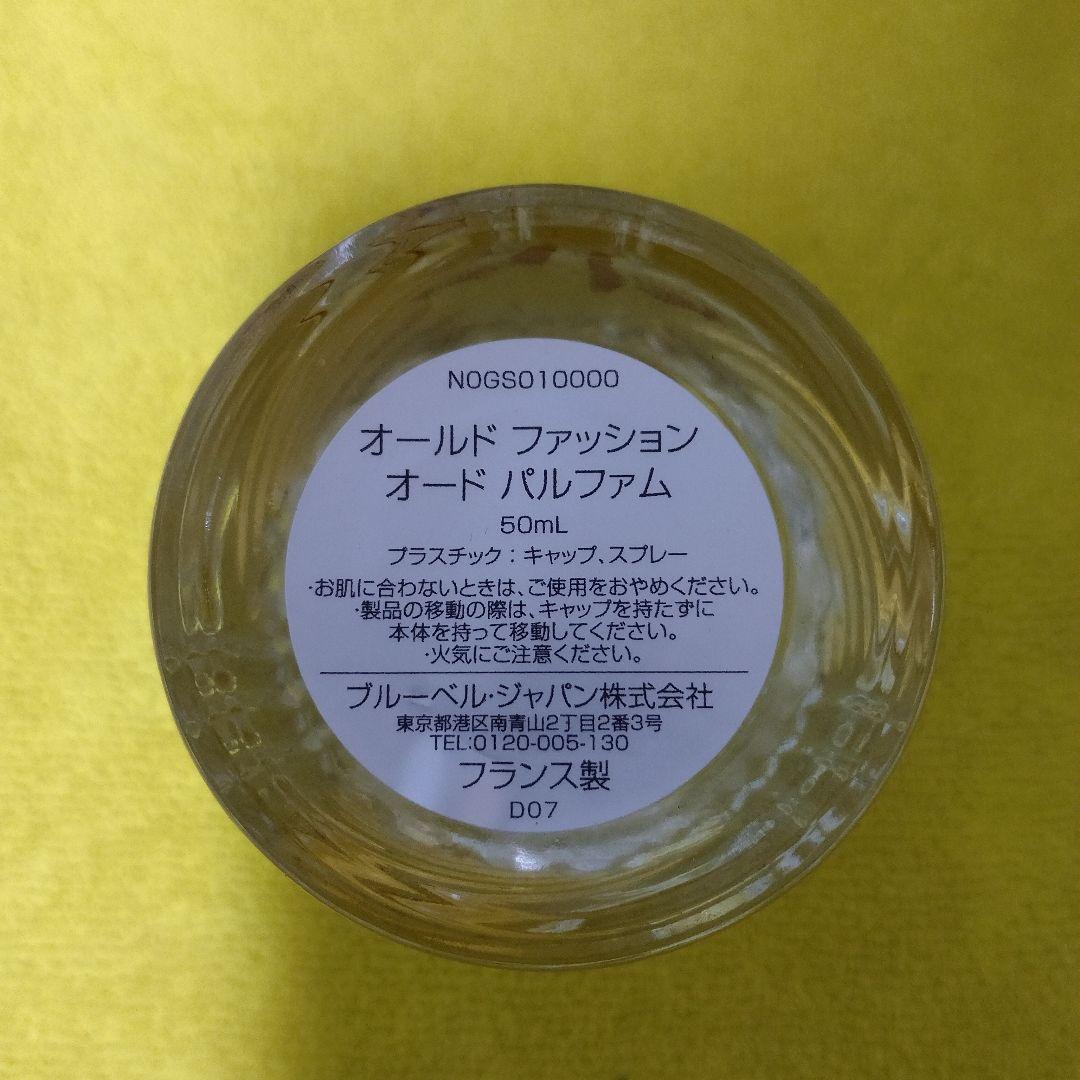 N0GS010000
オールド ファッション
オード パルファム
50mL
プラスチック：キャップ、スプレー
・お肌に合わないときは、ご使用をおやめください。
・製品の移動の際は、キャップを持たずに
本体を持って移動してください。
・火気にご注意ください。
ブルーベル・ジャパン株式会社
東京都港区南青山2丁目2番3号
TEL:0120-005-130
フランス製
D07